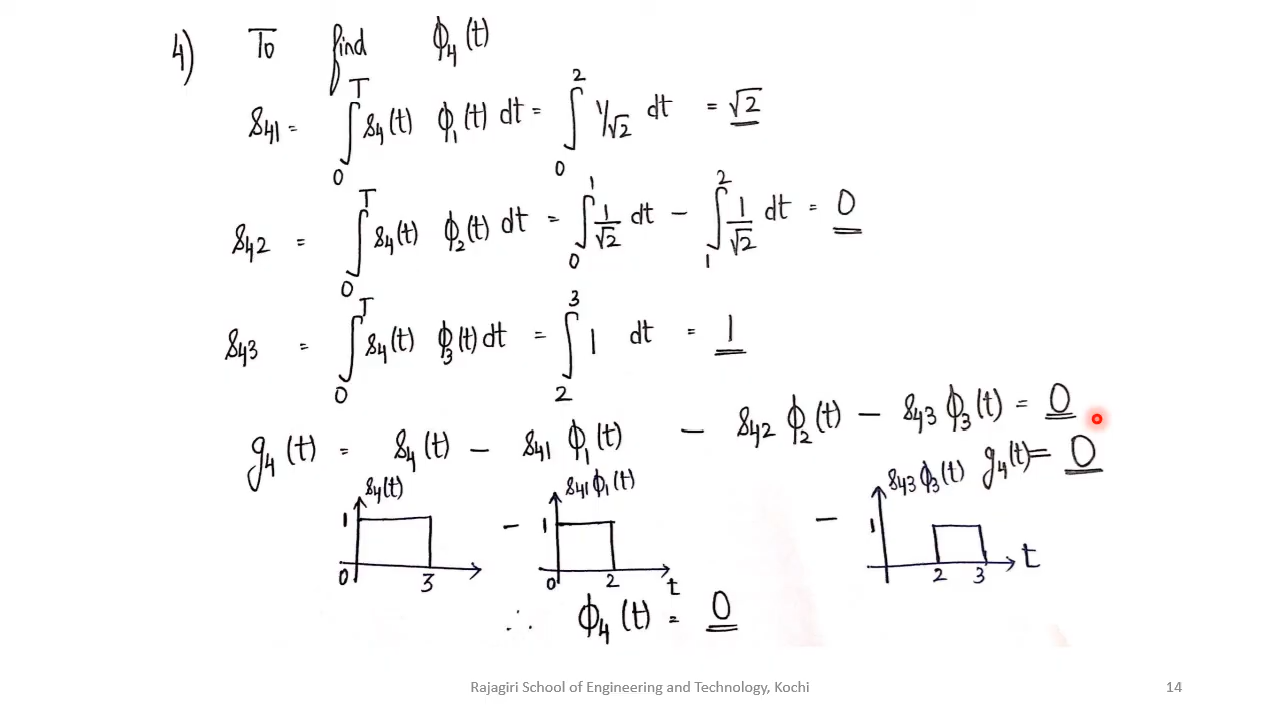 4) To find ϕ₄(t)
s₄₁ = ∫₀ᵀ s₄(t) ϕ₁(t) dt = ∫₀² 1/√2 dt = √2
s₄₂ = ∫₀ᵀ s₄(t) ϕ₂(t) dt = ∫₀¹ 1/√2 dt − ∫₁² 1/√2 dt = 0
s₄₃ = ∫₀ᵀ s₄(t) ϕ₃(t) dt = ∫₂³ 1 dt = 1
g₄(t) = s₄(t) − s₄₁ ϕ₁(t) − s₄₂ ϕ₂(t) − s₄₃ ϕ₃(t) = 0
g₄(t) = 0
s₄(t) s₄₁ϕ₁(t) s₄₃ϕ₃(t)
1 − 1 − 1
0 3 0 2 t 2 3 t
∴ ϕ₄(t) = 0
Rajagiri School of Engineering and Technology, Kochi 14